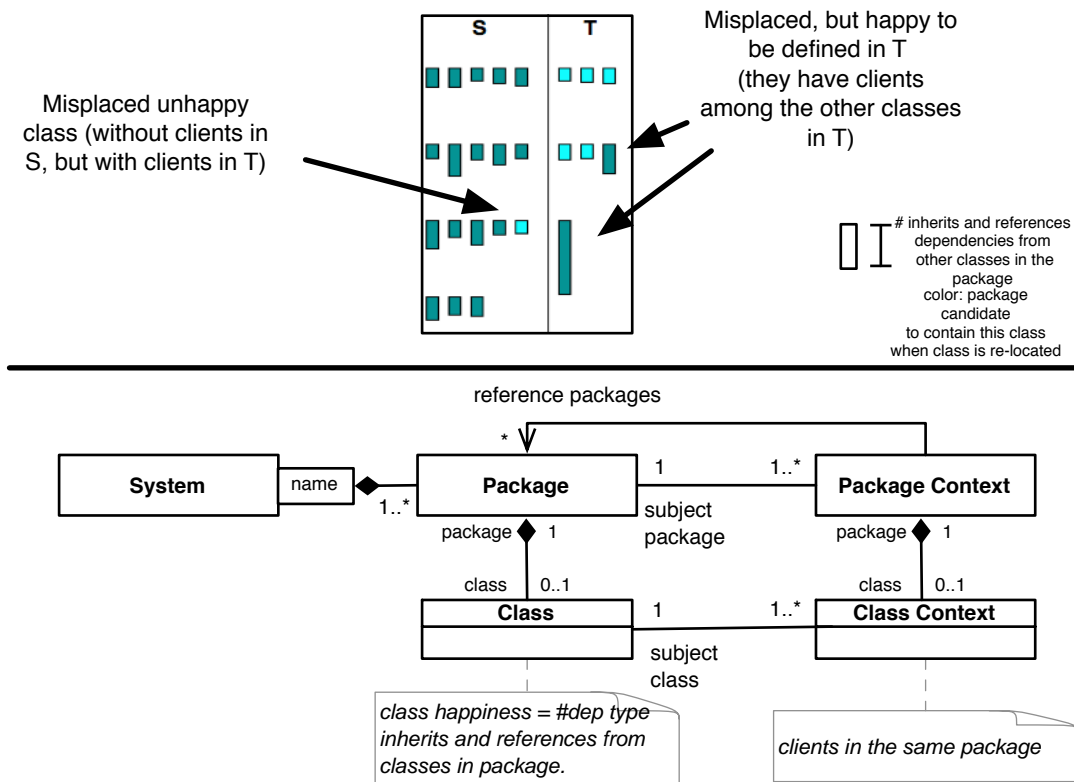 S
T
Misplaced, but happy to
be defined in T
(they have clients
among the other classes
in T)
Misplaced unhappy
class (without clients in
S, but with clients in T)
# inherits and references
dependencies from
other classes in the
package
color: package
candidate
to contain this class
when class is re-located
reference packages
*
System
name
1..*
Package
1
1..*
subject
package
Package Context
package
1
class
0..1
package
1
class
0..1
Class
1
1..*
subject
class
Class Context
class happiness = #dep type
inherits and references from
classes in package.
clients in the same package